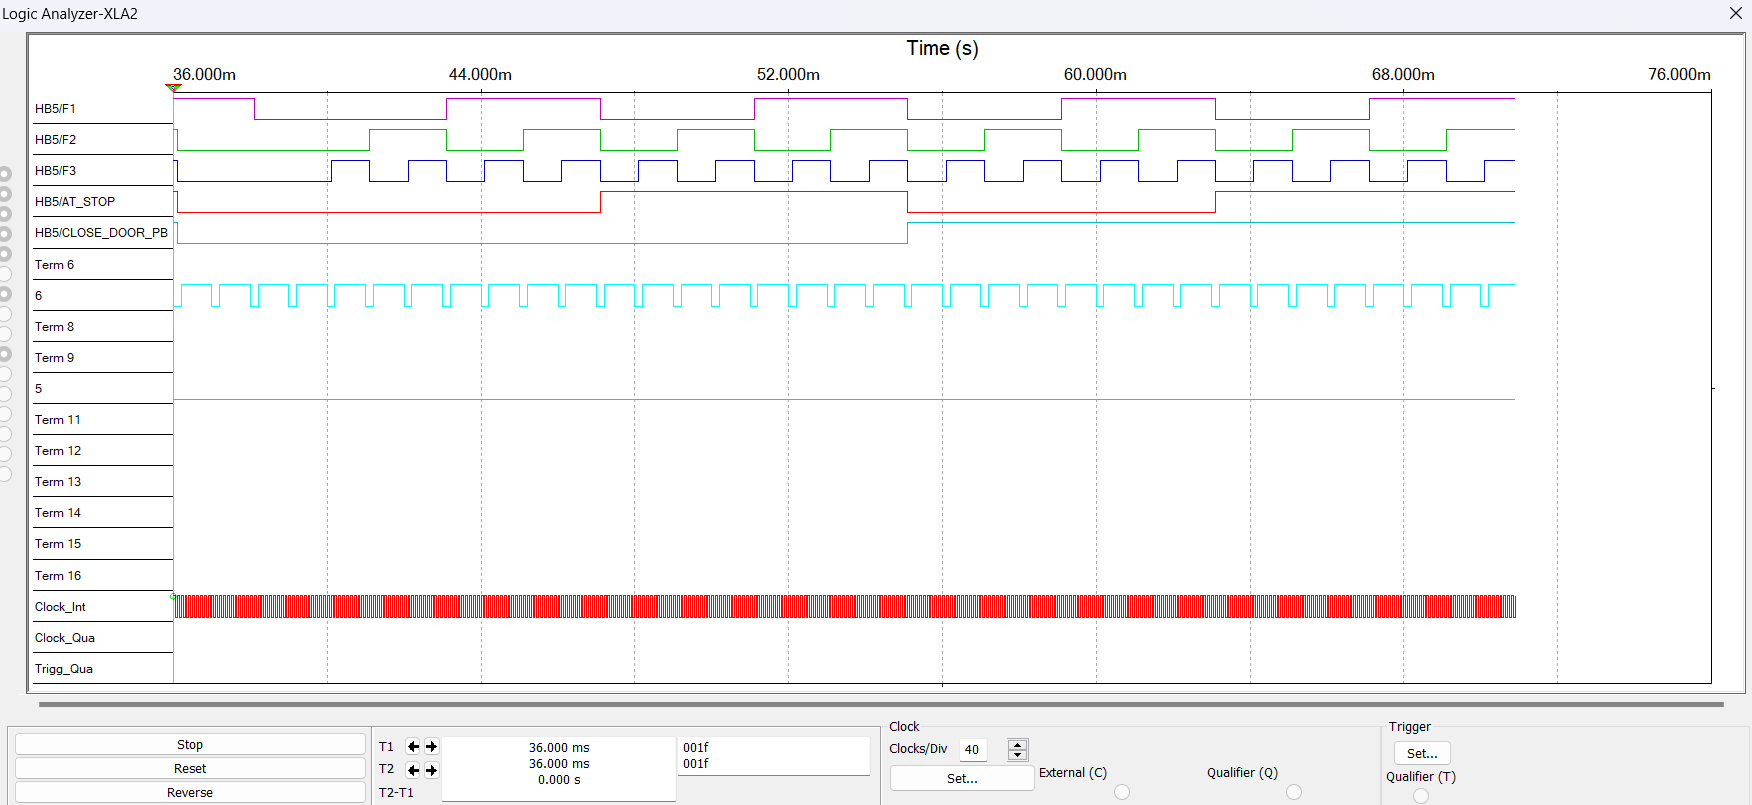 Logic Analyzer-XLA2
Time (s)
36.000m 44.000m 52.000m 60.000m 68.000m 76.000m
HB5/F1
HB5/F2
HB5/F3
HB5/AT_STOP
HB5/CLOSE_DOOR_PB
Term 6
6
Term 8
Term 9
5
Term 11
Term 12
Term 13
Term 14
Term 15
Term 16
Clock_Int
Clock_Qua
Trigg_Qua
Stop
Reset
Reverse
T1
T2
T2-T1
36.000 ms 001f
36.000 ms 001f
0.000 s
Clock
Clocks/Div 40
Set...
External (C)
Qualifier (Q)
Trigger
Set...
Qualifier (T)